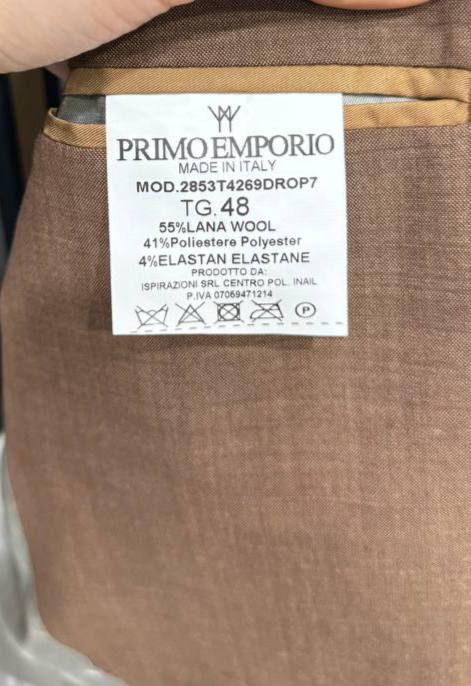 PRIMO EMPORIO
MADE IN ITALY
MOD.2853T4269DROP7
TG. 48
55%LANA WOOL
41%Poliestere Polyester
4%ELASTAN ELASTANE
PRODOTTO DA:
ISPIRAZIONI SRL CENTRO POL. INAIL
P.IVA 07069471214
P